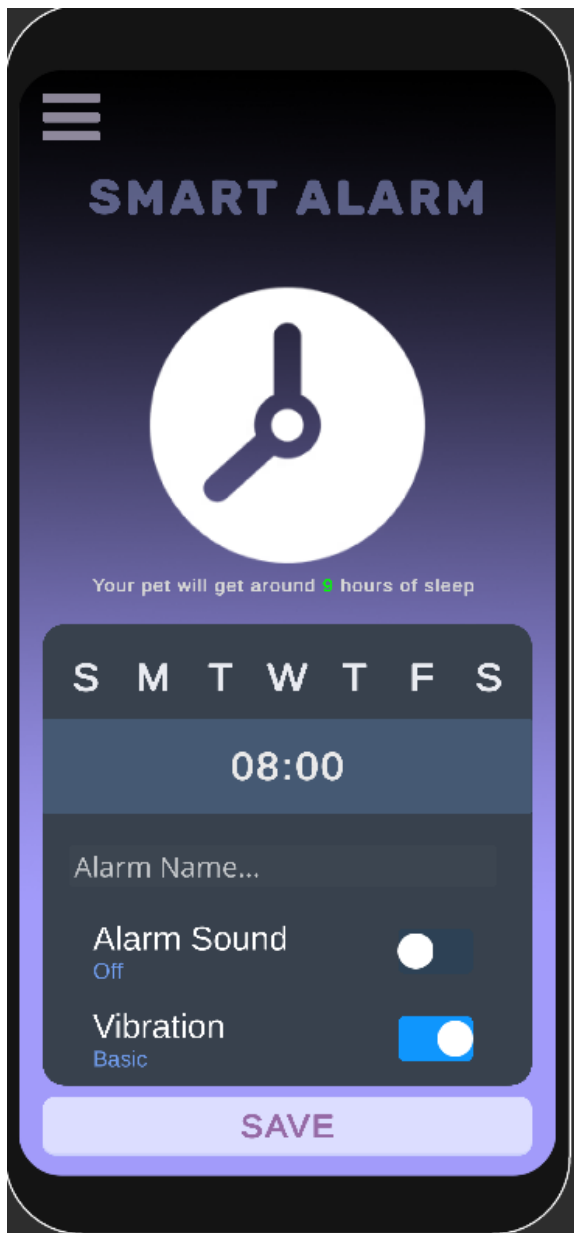 SMART ALARM
Your pet will get around 9 hours of sleep
S M T W T F S
08:00
Alarm Name...
Alarm Sound
Off
Vibration
Basic
SAVE